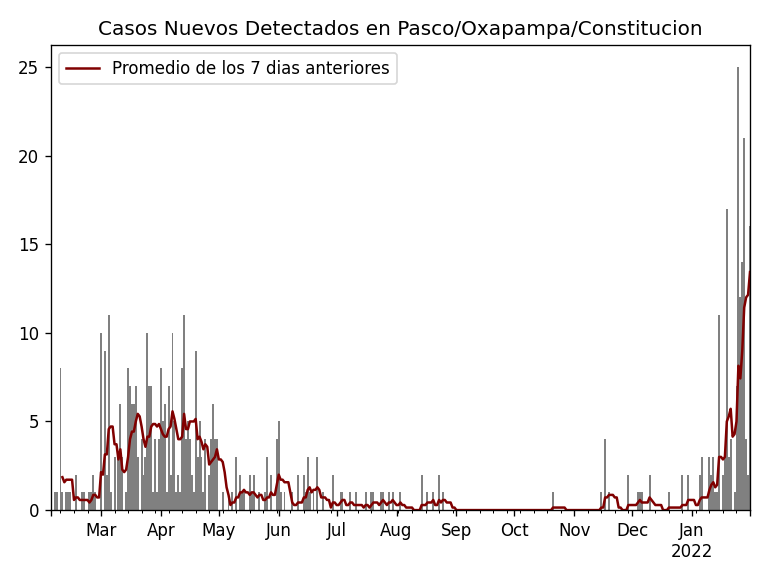 Casos Nuevos Detectados en Pasco/Oxapampa/Constitucion
Promedio de los 7 dias anteriores
25
20
15
10
5
0
Mar Apr May Jun Jul Aug Sep Oct Nov Dec Jan
2022